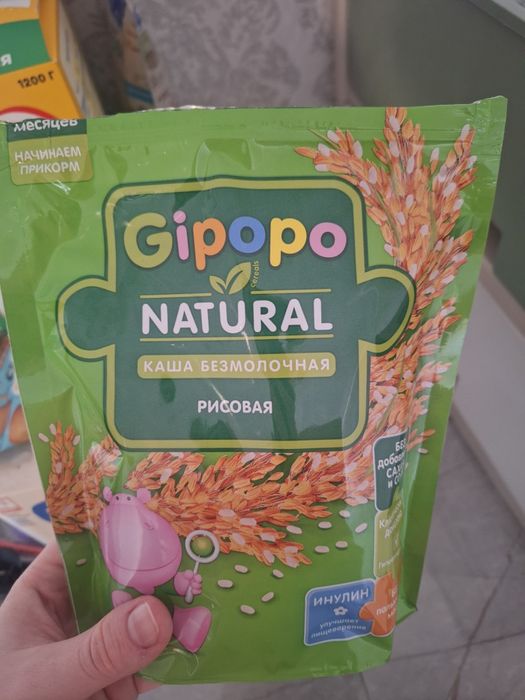 Я
1200 Г
месяцев
НАЧИНАЕМ
ПРИКОРМ
Gipopo
cereals
NATURAL
КАША БЕЗМОЛОЧНАЯ
РИСОВАЯ
ИНУЛИН
улучшает
пищеварение